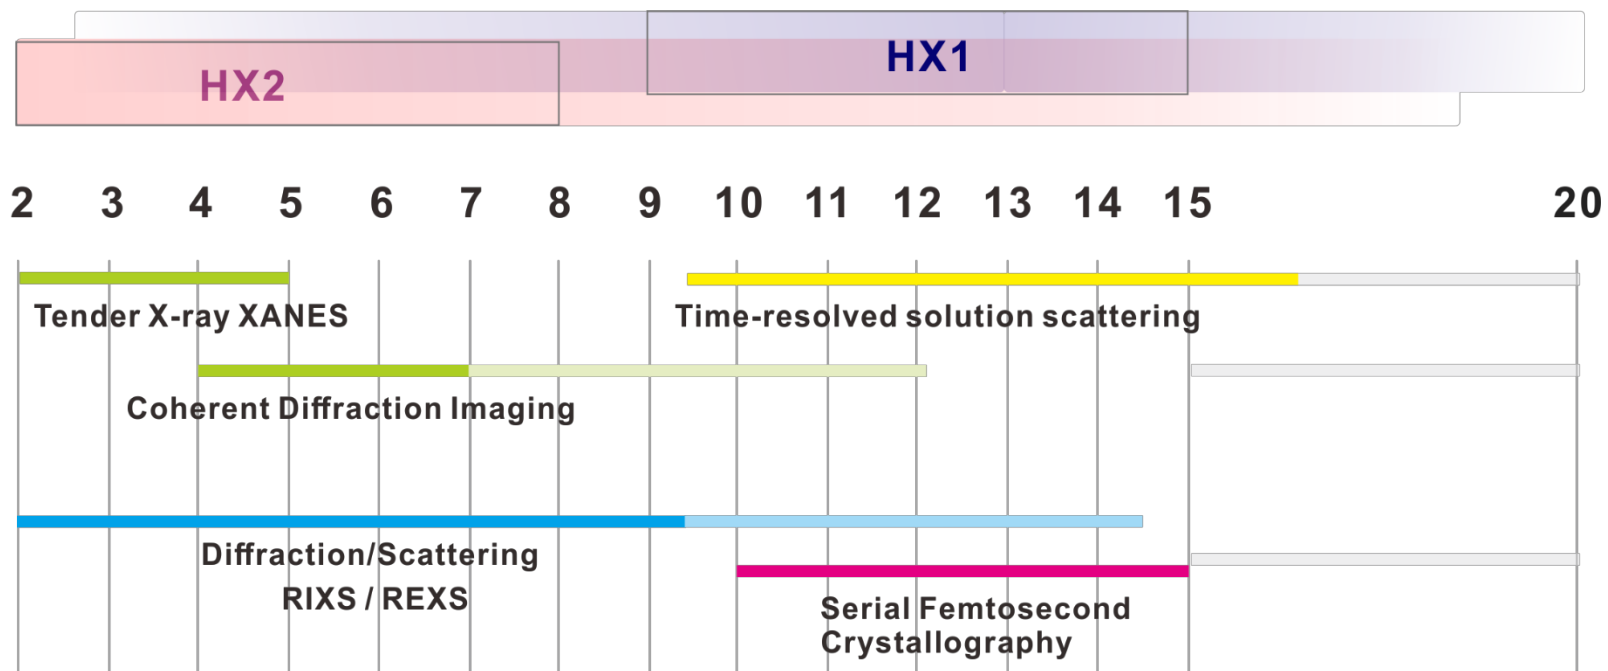 HX1
HX2
2 3 4 5 6 7 8 9 10 11 12 13 14 15 20
Tender X-ray XANES
Time-resolved solution scattering
Coherent Diffraction Imaging
Diffraction/Scattering
RIXS / REXS
Serial Femtosecond
Crystallography